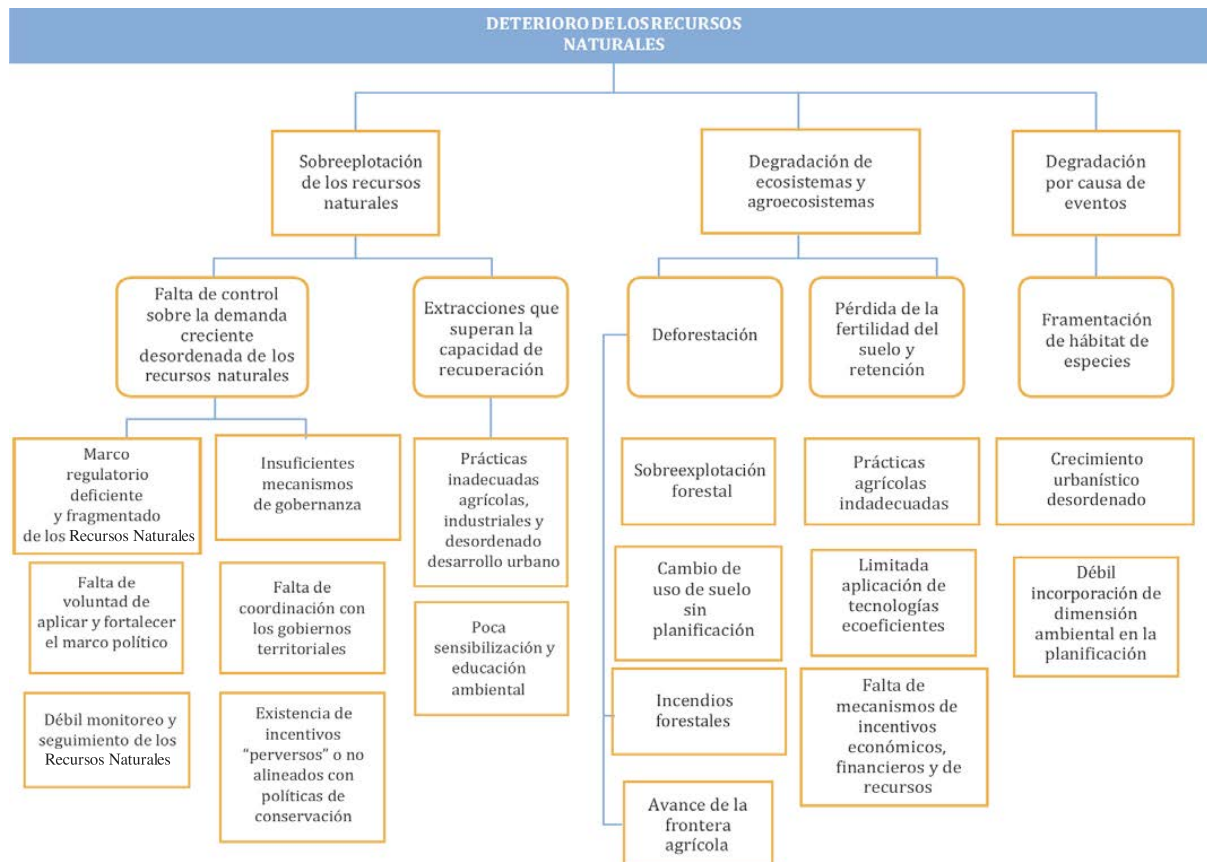 DETERIORO DE LOS RECURSOS
NATURALES
Sobreeplotación
de los recursos
naturales
Degradación de
ecosistemas y
agroecosistemas
Degradación
por causa de
eventos
Falta de control
sobre la demanda
creciente
desordenada de los
recursos naturales
Extracciones que
superan la
capacidad de
recuperación
Deforestación
Pérdida de la
fertilidad del
suelo y
retención
Framentación
de hábitat de
especies
Marco
regulatorio
deficiente
y fragmentado
de los Recursos Naturales
Insuficientes
mecanismos
de gobernanza
Prácticas
inadecuadas
agrícolas,
industriales y
desordenado
desarrollo urbano
Sobreexplotación
forestal
Prácticas
agrícolas
indadecuadas
Crecimiento
urbanístico
desordenado
Falta de
voluntad de
aplicar y fortalecer
el marco político
Falta de
coordinación con
los gobiernos
territoriales
Poca
sensibilización y
educación
ambiental
Cambio de
uso de suelo
sin
planificación
Limitada
aplicación de
tecnologías
ecoeficientes
Débil
incorporación de
dimensión
ambiental en la
planificación
Débil monitoreo y
seguimiento de los
Recursos Naturales
Existencia de
incentivos
“perversos” o no
alineados con
políticas de
conservación
Incendios
forestales
Falta de
mecanismos de
incentivos
económicos,
financieros y de
recursos
Avance de la
frontera
agrícola